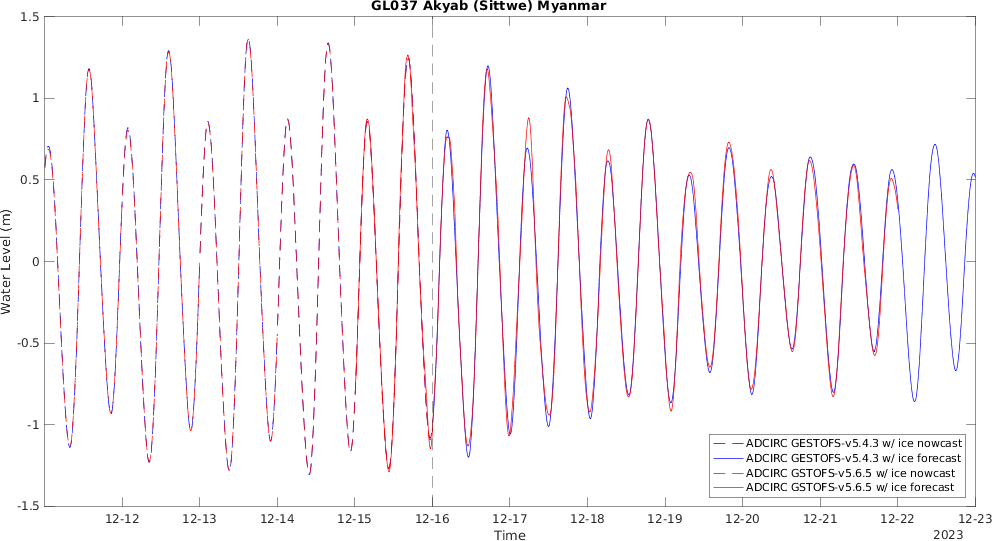 GL037 Akyab (Sittwe) Myanmar
1.5
1
0.5
0
-0.5
-1
-1.5
Water Level (m)
12-12
12-13
12-14
12-15
12-16
12-17
12-18
12-19
12-20
12-21
12-22
12-23
Time
2023
ADCIRC GESTOFS-v5.4.3 w/ ice nowcast
ADCIRC GESTOFS-v5.4.3 w/ ice forecast
ADCIRC GSTOFS-v5.6.5 w/ ice nowcast
ADCIRC GSTOFS-v5.6.5 w/ ice forecast